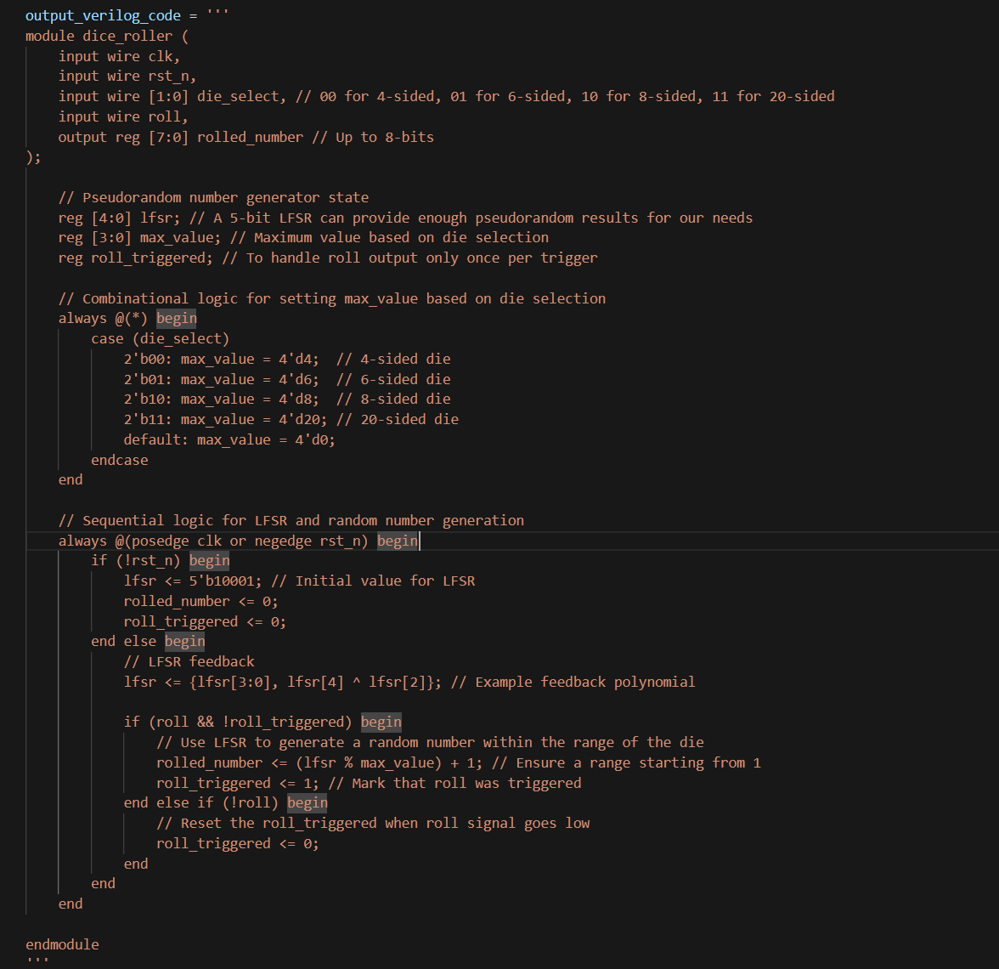 output_verilog_code = '''
module dice_roller (
    input wire clk,
    input wire rst_n,
    input wire [1:0] die_select, // 00 for 4-sided, 01 for 6-sided, 10 for 8-sided, 11 for 20-sided
    input wire roll,
    output reg [7:0] rolled_number // Up to 8-bits
);
    // Pseudorandom number generator state
    reg [4:0] lfsr; // A 5-bit LFSR can provide enough pseudorandom results for our needs
    reg [3:0] max_value; // Maximum value based on die selection
    reg roll_triggered; // To handle roll output only once per trigger
    // Combinational logic for setting max_value based on die selection
    always @(*) begin
        case (die_select)
            2'b00: max_value = 4'd4;  // 4-sided die
            2'b01: max_value = 4'd6;  // 6-sided die
            2'b10: max_value = 4'd8;  // 8-sided die
            2'b11: max_value = 4'd20; // 20-sided die
            default: max_value = 4'd0;
        endcase
    end
    // Sequential logic for LFSR and random number generation
    always @(posedge clk or negedge rst_n) begin
        if (!rst_n) begin
            lfsr <= 5'b10001; // Initial value for LFSR
            rolled_number <= 0;
            roll_triggered <= 0;
        end else begin
            // LFSR feedback
            lfsr <= {lfsr[3:0], lfsr[4] ^ lfsr[2]}; // Example feedback polynomial
            if (roll && !roll_triggered) begin
                // Use LFSR to generate a random number within the range of the die
                rolled_number <= (lfsr % max_value) + 1; // Ensure a range starting from 1
                roll_triggered <= 1; // Mark that roll was triggered
            end else if (!roll) begin
                // Reset the roll_triggered when roll signal goes low
                roll_triggered <= 0;
            end
        end
    end
endmodule
'''